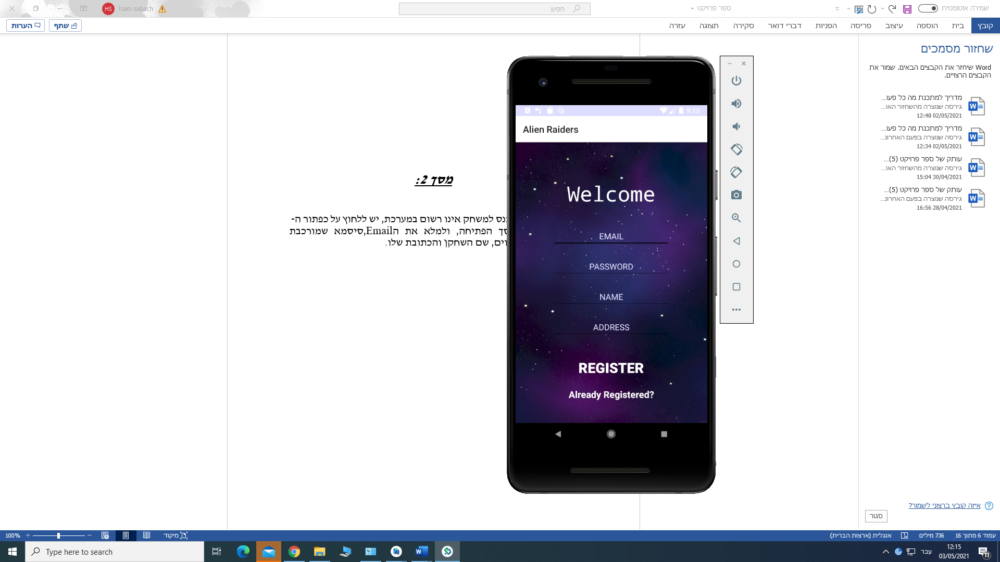 שמירה אוטומטית
ספר פרויקט
חפש
haim sabach
HS
קובץ
בית
הוספה
עיצוב
פריסה
הפניות
דברי דואר
סקירה
תצוגה
עזרה
שתף
הערות
שחזור מסמכים
Word שיחזר את הקבצים הבאים. שמור את
הקבצים הרצויים.
מדריך למתכנת מה כל פעו...
גירסה שנוצרה מהשחזור האו...
12:48 02/05/2021
מדריך למתכנת מה כל פעו...
גירסה שנוצרה בפעם האחרונ...
12:34 02/05/2021
עותק של ספר פרויקט (5)...
גירסה שנוצרה מהשחזור האו...
15:04 30/04/2021
עותק של ספר פרויקט (5)...
גירסה שנוצרה בפעם האחרונ...
16:56 28/04/2021
איזה קובץ ברצוני לשמור?
סגור
מסך 2:
למשחק אינו רשום במערכת, יש ללחוץ על כפתור ה-
הפתיחה, ולמלא את הEmail,סיסמא שמורכבת
שם השחקן והכתובת שלו.
9:15
Alien Raiders
Welcome
EMAIL
PASSWORD
NAME
ADDRESS
REGISTER
Already Registered?
עמוד 6 מתוך 16
736 מילים
אנגלית (ארצות הברית)
מיקוד
100%
Type here to search
עבר
12:15
03/05/2021
11